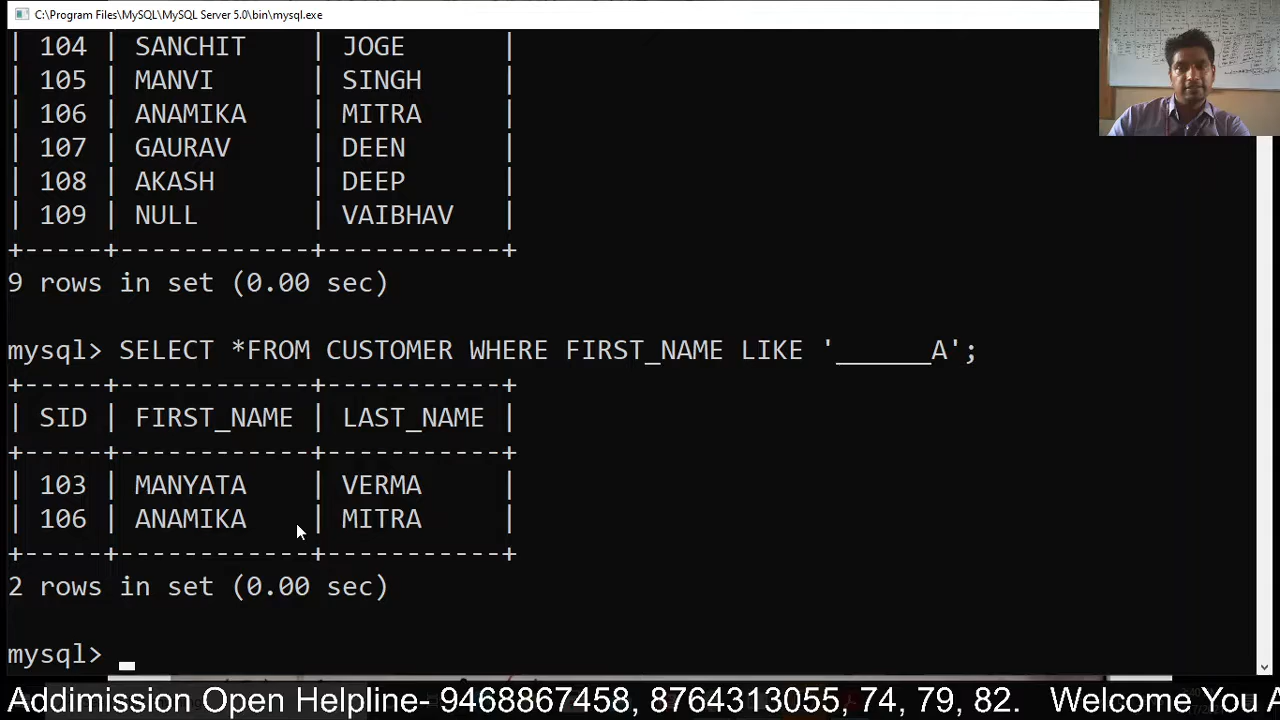 C:\Program Files\MySQL\MySQL Server 5.0\bin\mysql.exe
| 104 | SANCHIT | JOGE |
| 105 | MANVI | SINGH |
| 106 | ANAMIKA | MITRA |
| 107 | GAURAV | DEEN |
| 108 | AKASH | DEEP |
| 109 | NULL | VAIBHAV |
+-----+------------+-----------+
9 rows in set (0.00 sec)
mysql> SELECT *FROM CUSTOMER WHERE FIRST_NAME LIKE '______A';
+-----+------------+-----------+
| SID | FIRST_NAME | LAST_NAME |
+-----+------------+-----------+
| 103 | MANYATA | VERMA |
| 106 | ANAMIKA | MITRA |
+-----+------------+-----------+
2 rows in set (0.00 sec)
mysql>
Addimission Open Helpline- 9468867458, 8764313055, 74, 79, 82. Welcome You A